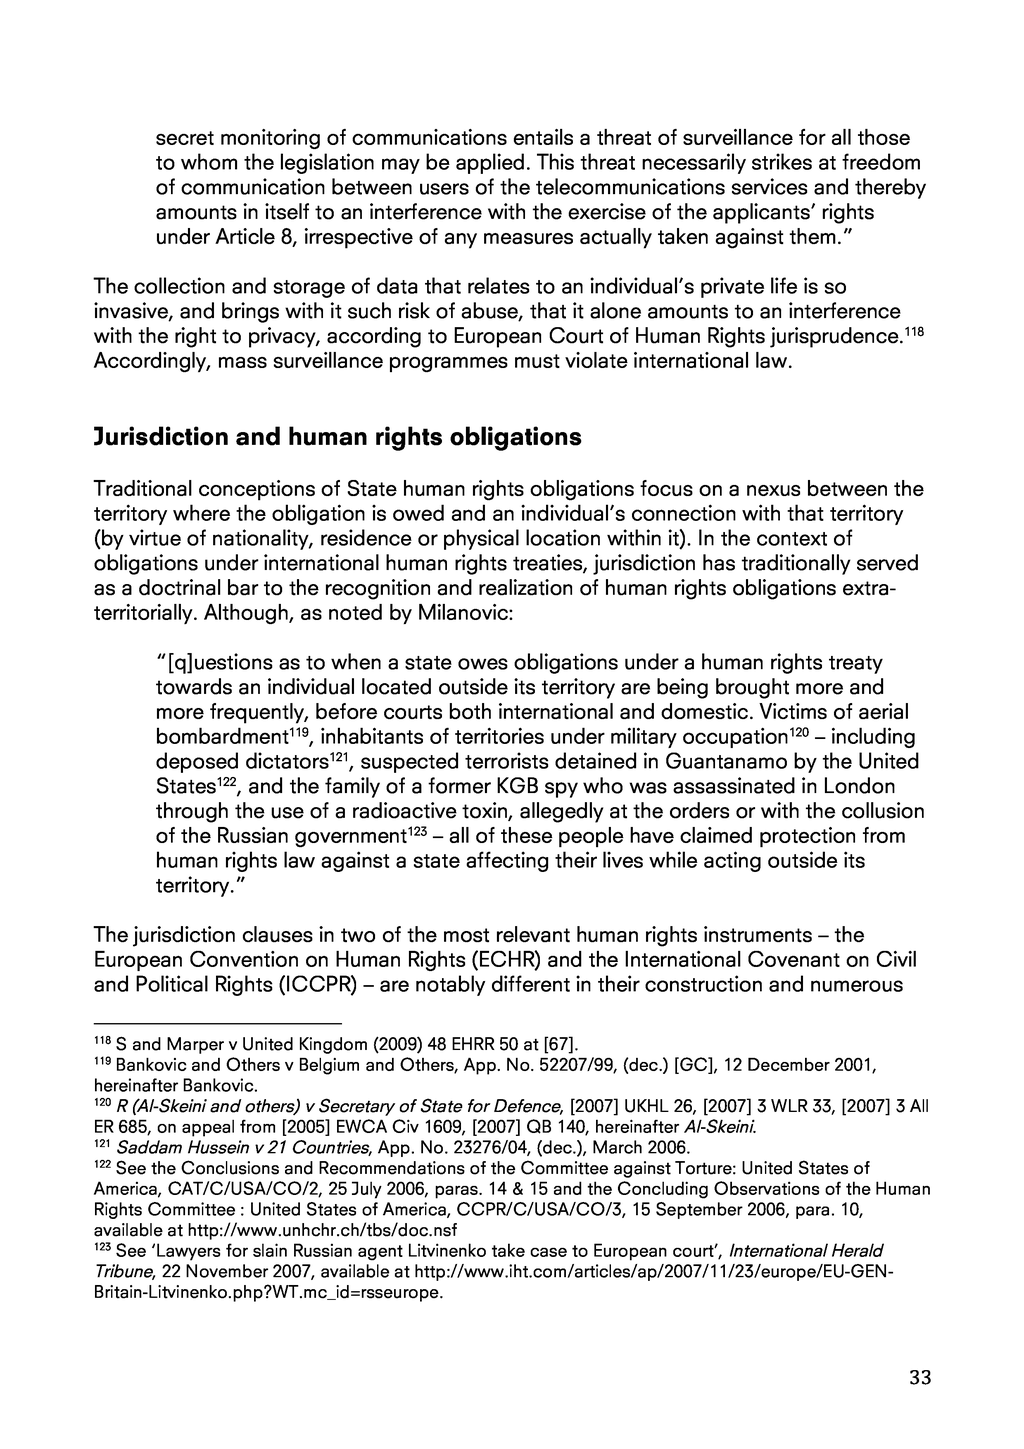 secret monitoring of communications entails a threat of surveillance for all those
to whom the legislation may be applied. This threat necessarily strikes at freedom
of communication between users of the telecommunications services and thereby
amounts in itself to an interference with the exercise of the applicants’ rights
under Article 8, irrespective of any measures actually taken against them.”
The collection and storage of data that relates to an individual’s private life is so
invasive, and brings with it such risk of abuse, that it alone amounts to an interference
with the right to privacy, according to European Court of Human Rights jurisprudence.118
Accordingly, mass surveillance programmes must violate international law.
Jurisdiction and human rights obligations
Traditional conceptions of State human rights obligations focus on a nexus between the
territory where the obligation is owed and an individual’s connection with that territory
(by virtue of nationality, residence or physical location within it). In the context of
obligations under international human rights treaties, jurisdiction has traditionally served
as a doctrinal bar to the recognition and realization of human rights obligations extra-
territorially. Although, as noted by Milanovic:
“[q]uestions as to when a state owes obligations under a human rights treaty
towards an individual located outside its territory are being brought more and
more frequently, before courts both international and domestic. Victims of aerial
bombardment119, inhabitants of territories under military occupation120 – including
deposed dictators121, suspected terrorists detained in Guantanamo by the United
States122, and the family of a former KGB spy who was assassinated in London
through the use of a radioactive toxin, allegedly at the orders or with the collusion
of the Russian government123 – all of these people have claimed protection from
human rights law against a state affecting their lives while acting outside its
territory.”
The jurisdiction clauses in two of the most relevant human rights instruments – the
European Convention on Human Rights (ECHR) and the International Covenant on Civil
and Political Rights (ICCPR) – are notably different in their construction and numerous
118 S and Marper v United Kingdom (2009) 48 EHRR 50 at [67].
119 Bankovic and Others v Belgium and Others, App. No. 52207/99, (dec.) [GC], 12 December 2001,
hereinafter Bankovic.
120 R (Al-Skeini and others) v Secretary of State for Defence, [2007] UKHL 26, [2007] 3 WLR 33, [2007] 3 All
ER 685, on appeal from [2005] EWCA Civ 1609, [2007] QB 140, hereinafter Al-Skeini.
121 Saddam Hussein v 21 Countries, App. No. 23276/04, (dec.), March 2006.
122 See the Conclusions and Recommendations of the Committee against Torture: United States of
America, CAT/C/USA/CO/2, 25 July 2006, paras. 14 & 15 and the Concluding Observations of the Human
Rights Committee : United States of America, CCPR/C/USA/CO/3, 15 September 2006, para. 10,
available at http://www.unhchr.ch/tbs/doc.nsf
123 See ‘Lawyers for slain Russian agent Litvinenko take case to European court’, International Herald
Tribune, 22 November 2007, available at http://www.iht.com/articles/ap/2007/11/23/europe/EU-GEN-
Britain-Litvinenko.php?WT.mc_id=rsseurope.
33